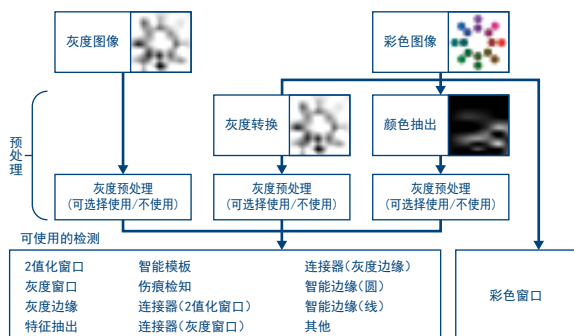 灰度图像
彩色图像
预处理
灰度转换
颜色抽出
灰度预处理
(可选择使用/不使用)
灰度预处理
(可选择使用/不使用)
灰度预处理
(可选择使用/不使用)
可使用的检测
2值化窗口 智能模板 连接器(灰度边缘)
灰度窗口 伤痕检知 智能边缘(圆)
灰度边缘 连接器(2值化窗口) 智能边缘(线)
特征抽出 连接器(灰度窗口) 其他
彩色窗口